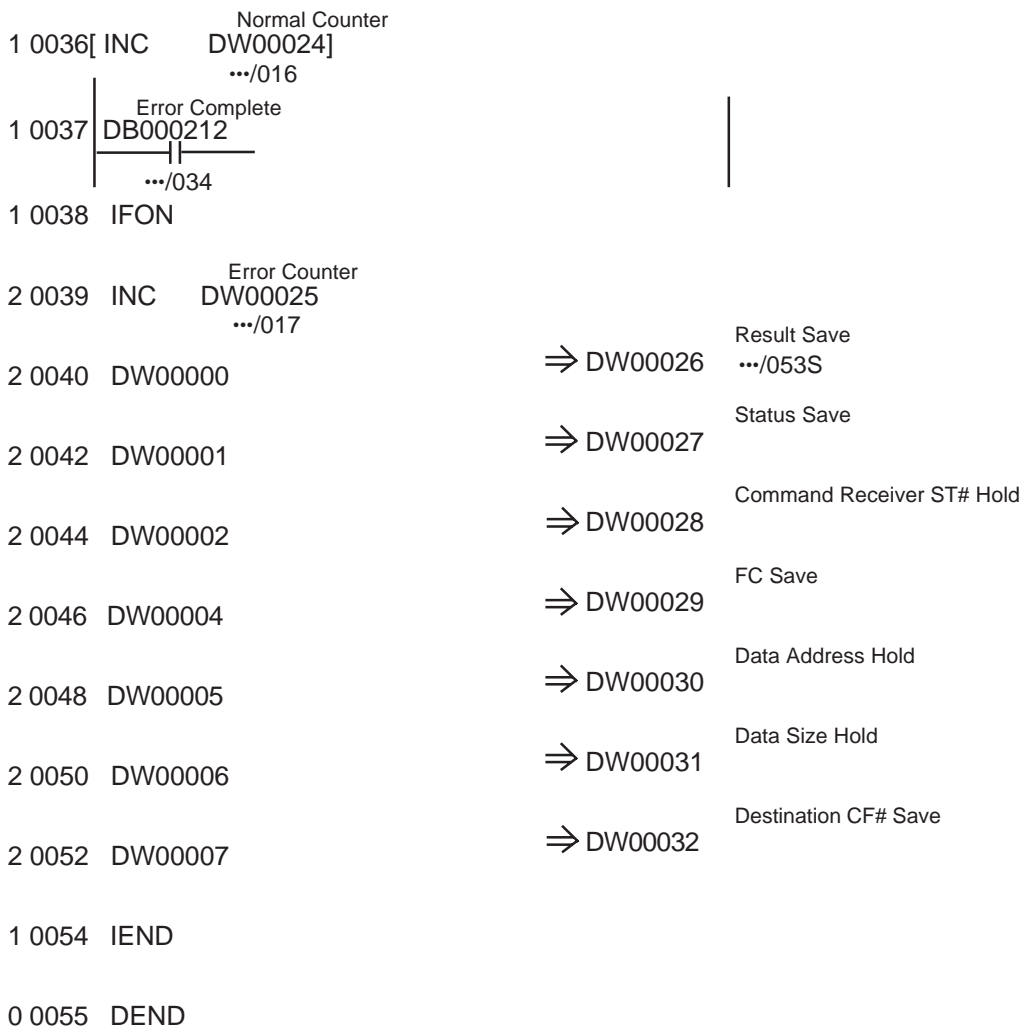 Normal Counter
1 0036[ INC DW00024]
•••/016
Error Complete
1 0037 DB000212
•••/034
1 0038 IFON
Error Counter
2 0039 INC DW00025
•••/017
Result Save
2 0040 DW00000 ⇒ DW00026 •••/053S
Status Save
2 0042 DW00001 ⇒ DW00027
Command Receiver ST# Hold
2 0044 DW00002 ⇒ DW00028
FC Save
2 0046 DW00004 ⇒ DW00029
Data Address Hold
2 0048 DW00005 ⇒ DW00030
Data Size Hold
2 0050 DW00006 ⇒ DW00031
Destination CF# Save
2 0052 DW00007 ⇒ DW00032
1 0054 IEND
0 0055 DEND